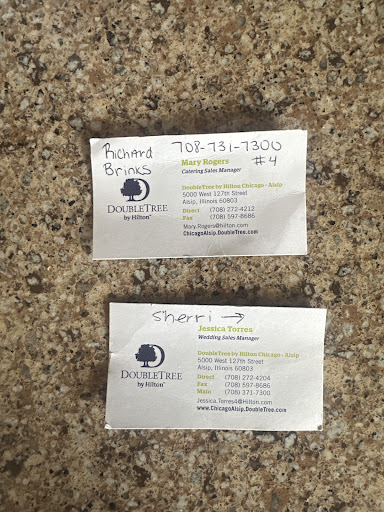 Richard 708-731-7300
Brinks #4
Mary Rogers
Catering Sales Manager
DOUBLETREE
by Hilton™
DoubleTree by Hilton Chicago - Alsip
5000 West 127th Street
Alsip, Illinois 60803
Direct (708) 272-4212
Fax (708) 597-8686
Mary.Rogers@hilton.com
ChicagoAlsip.DoubleTree.com
Sherri →
Jessica Torres
Wedding Sales Manager
DOUBLETREE
by Hilton™
DoubleTree by Hilton Chicago - Alsip
5000 West 127th Street
Alsip, Illinois 60803
Direct (708) 272-4204
Fax (708) 597-8686
Main (708) 371-7300
Jessica.Torres4@Hilton.com
www.ChicagoAlsip.DoubleTree.com